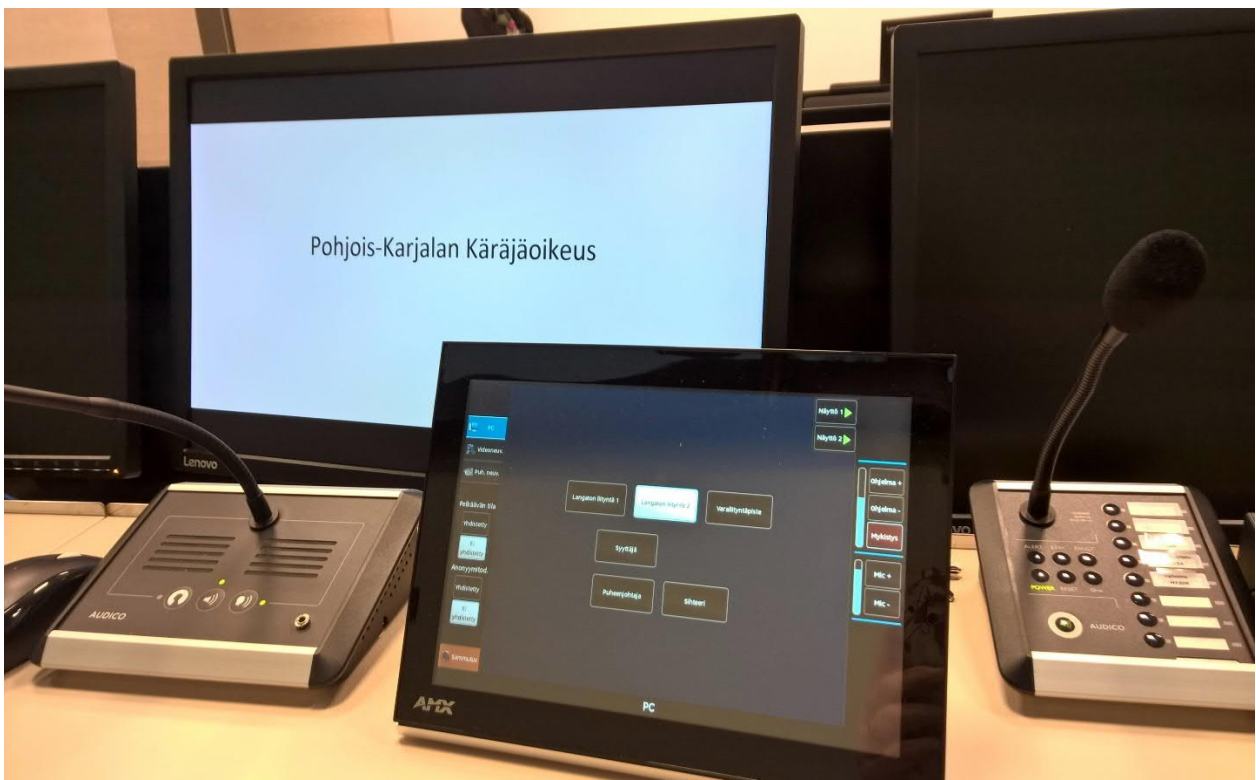 Pohjois-Karjalan Käräjäoikeus
Lenovo
AUDICO
PC
Videoneuv.
Puh. neuv.
Pelkäävän tila
Yhdistetty
Ei
yhdistetty
Anonyymitod.
Yhdistetty
Ei
yhdistetty
Sammutus
Näyttö 1
Näyttö 2
Langaton liityntä 1
Langaton liityntä 2
Varaliityntäpiste
Syyttäjä
Puheenjohtaja
Sihteeri
Ohjelma +
Ohjelma -
Mykistys
Mic +
Mic -
PC
AMX
POWER
RESET
AUDICO